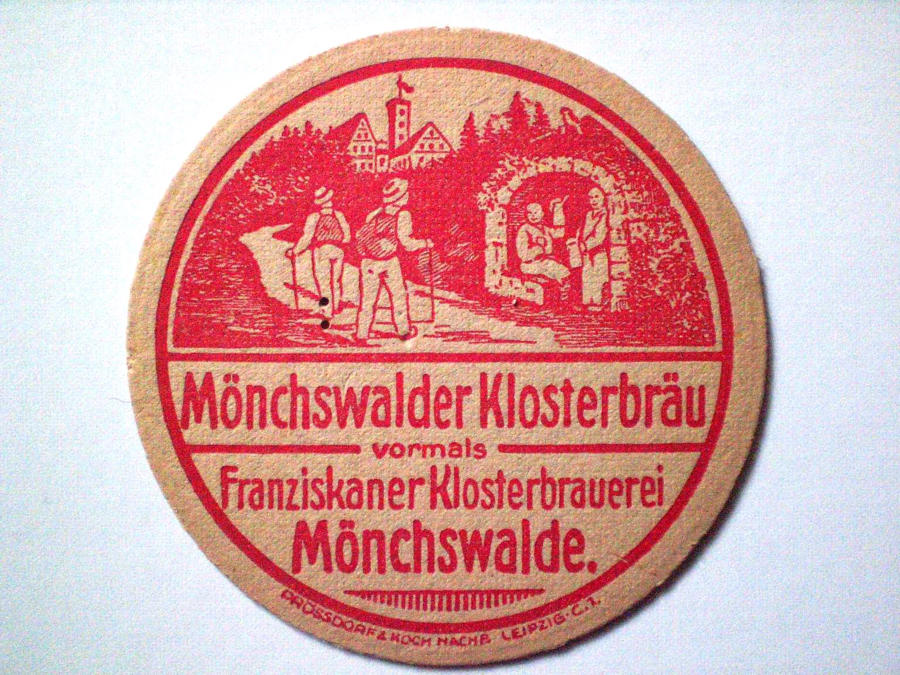 Mönchswalder Klosterbräu
vormals
Franziskaner Klosterbrauerei
Mönchswalde.
PRÖSSDORF & KOCH NACHF. LEIPZIG-C.1.